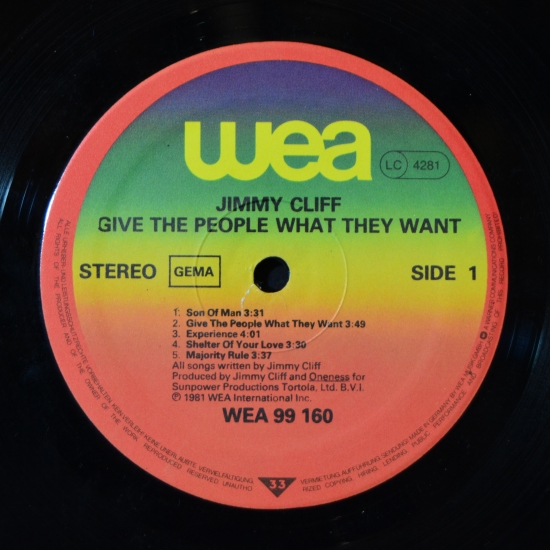 wea
LC 4281
JIMMY CLIFF
GIVE THE PEOPLE WHAT THEY WANT
STEREO GEMA SIDE 1
1. Son Of Man 3:31
2. Give The People What They Want 3:49
3. Experience 4:01
4. Shelter Of Your Love 3:30
5. Majority Rule 3:37
All songs written by Jimmy Cliff
Produced by Jimmy Cliff and Oneness for
Sunpower Productions Tortola, Ltd. B.V.I.
℗ 1981 WEA International Inc.
WEA 99 160
33